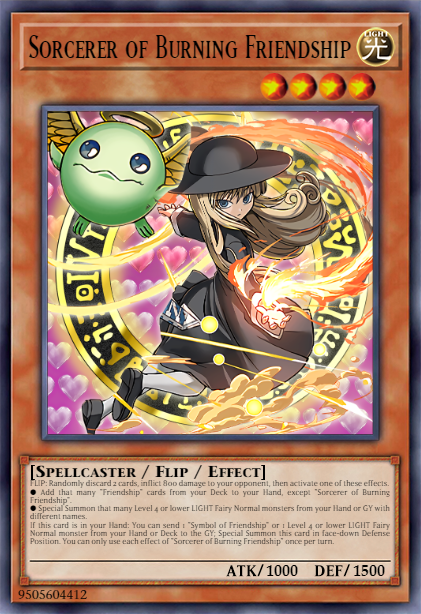 Sorcerer of Burning Friendship
LIGHT
光
[Spellcaster / Flip / Effect]
FLIP: Randomly discard 2 cards, inflict 800 damage to your opponent, then activate one of these effects.
● Add that many "Friendship" cards from your Deck to your Hand, except "Sorcerer of Burning
Friendship".
● Special Summon that many Level 4 or lower LIGHT Fairy Normal monsters from your Hand or GY with
different names.
If this card is in your Hand: You can send 1 "Symbol of Friendship" or 1 Level 4 or lower LIGHT Fairy
Normal monster from your Hand or Deck to the GY; Special Summon this card in face-down Defense
Position. You can only use each effect of "Sorcerer of Burning Friendship" once per turn.
ATK/1000 DEF/1500
9505604412